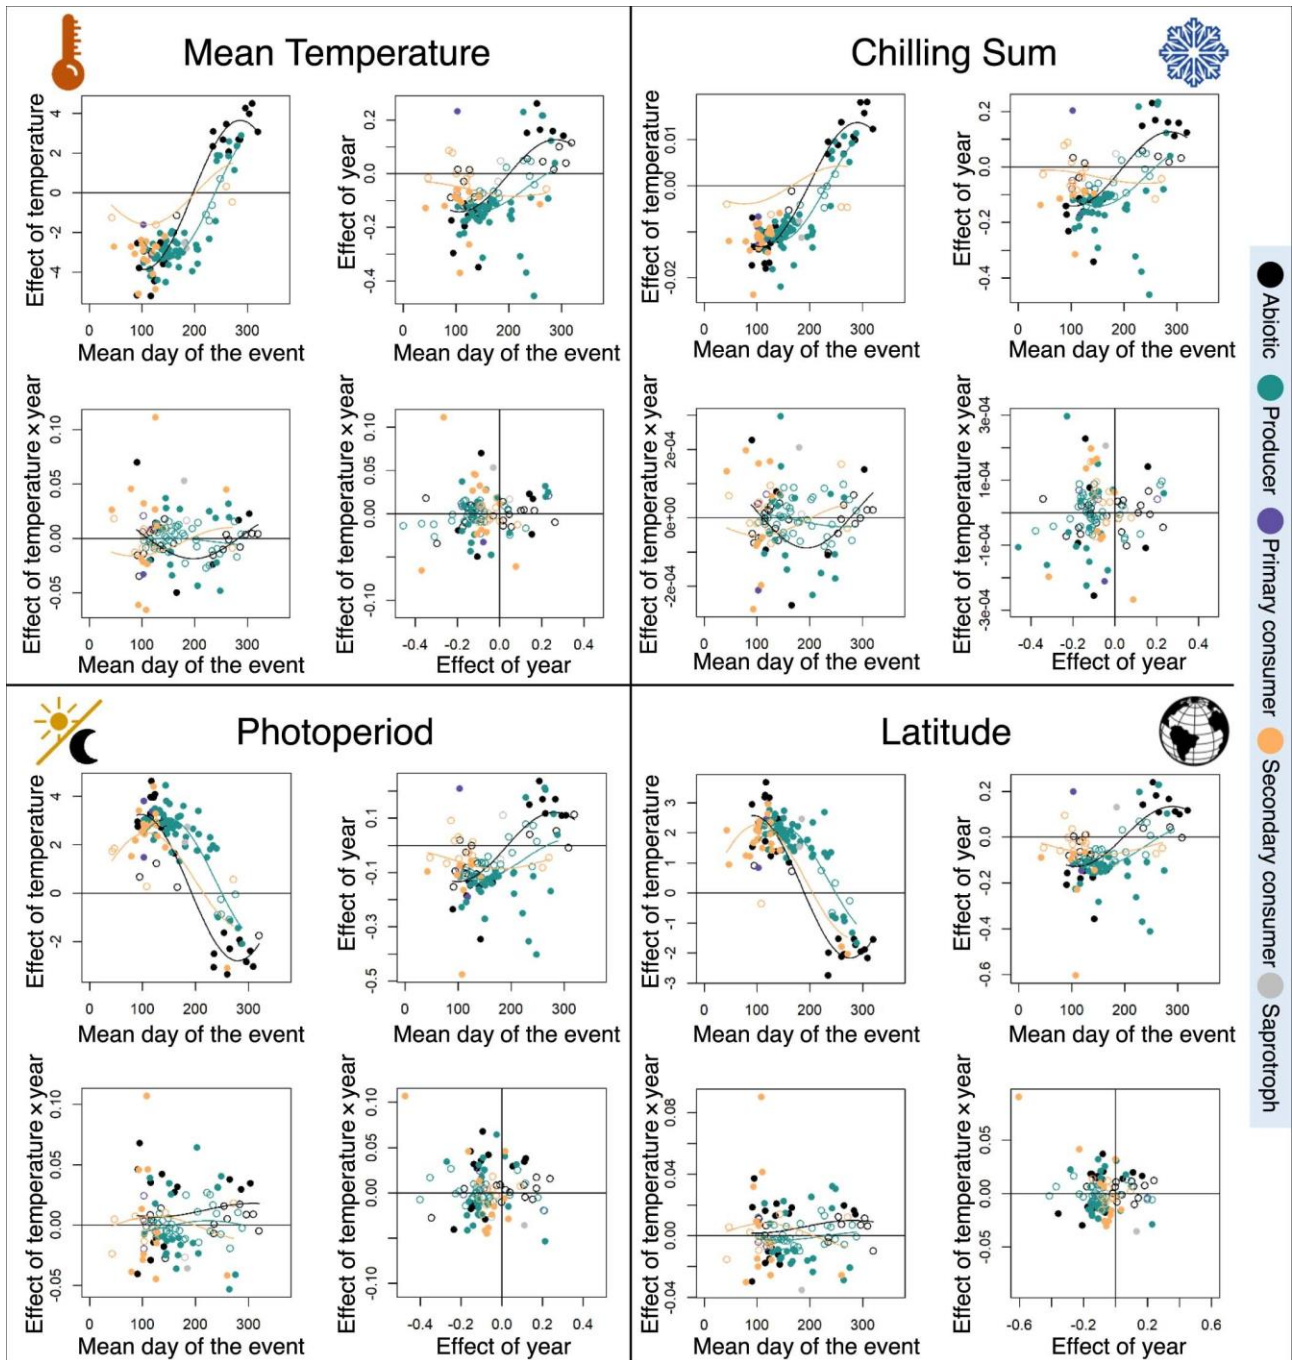 Mean Temperature
Effect of temperature
4
2
0
-2
-4
0 100 200 300
Mean day of the event
Effect of year
0.2
0.0
-0.2
-0.4
0 100 200 300
Mean day of the event
Effect of temperature × year
0.10
0.05
0.00
-0.05
0 100 200 300
Mean day of the event
Effect of temperature × year
0.10
0.05
0.00
-0.10
-0.4 -0.2 0.0 0.2 0.4
Effect of year
Chilling Sum
Effect of temperature
0.01
0.00
-0.02
0 100 200 300
Mean day of the event
Effect of year
0.2
0.0
-0.2
-0.4
0 100 200 300
Mean day of the event
Effect of temperature × year
2e-04
0e+00
-2e-04
0 100 200 300
Mean day of the event
Effect of temperature × year
3e-04
1e-04
-1e-04
-3e-04
-0.4 -0.2 0.0 0.2 0.4
Effect of year
Photoperiod
Effect of temperature
4
2
0
-2
0 100 200 300
Mean day of the event
Effect of year
0.1
-0.1
-0.3
-0.5
0 100 200 300
Mean day of the event
Effect of temperature × year
0.10
0.05
0.00
-0.05
0 100 200 300
Mean day of the event
Effect of temperature × year
0.10
0.05
0.00
-0.10
-0.4 -0.2 0.0 0.2 0.4
Effect of year
Latitude
Effect of temperature
3
2
1
0
-1
-2
-3
0 100 200 300
Mean day of the event
Effect of year
0.2
0.0
-0.2
-0.4
-0.6
0 100 200 300
Mean day of the event
Effect of temperature × year
0.08
0.04
0.00
-0.04
0 100 200 300
Mean day of the event
Effect of temperature × year
0.05
0.00
-0.05
-0.6 -0.2 0.2 0.6
Effect of year
Abiotic
Producer
Primary consumer
Secondary consumer
Saprotroph